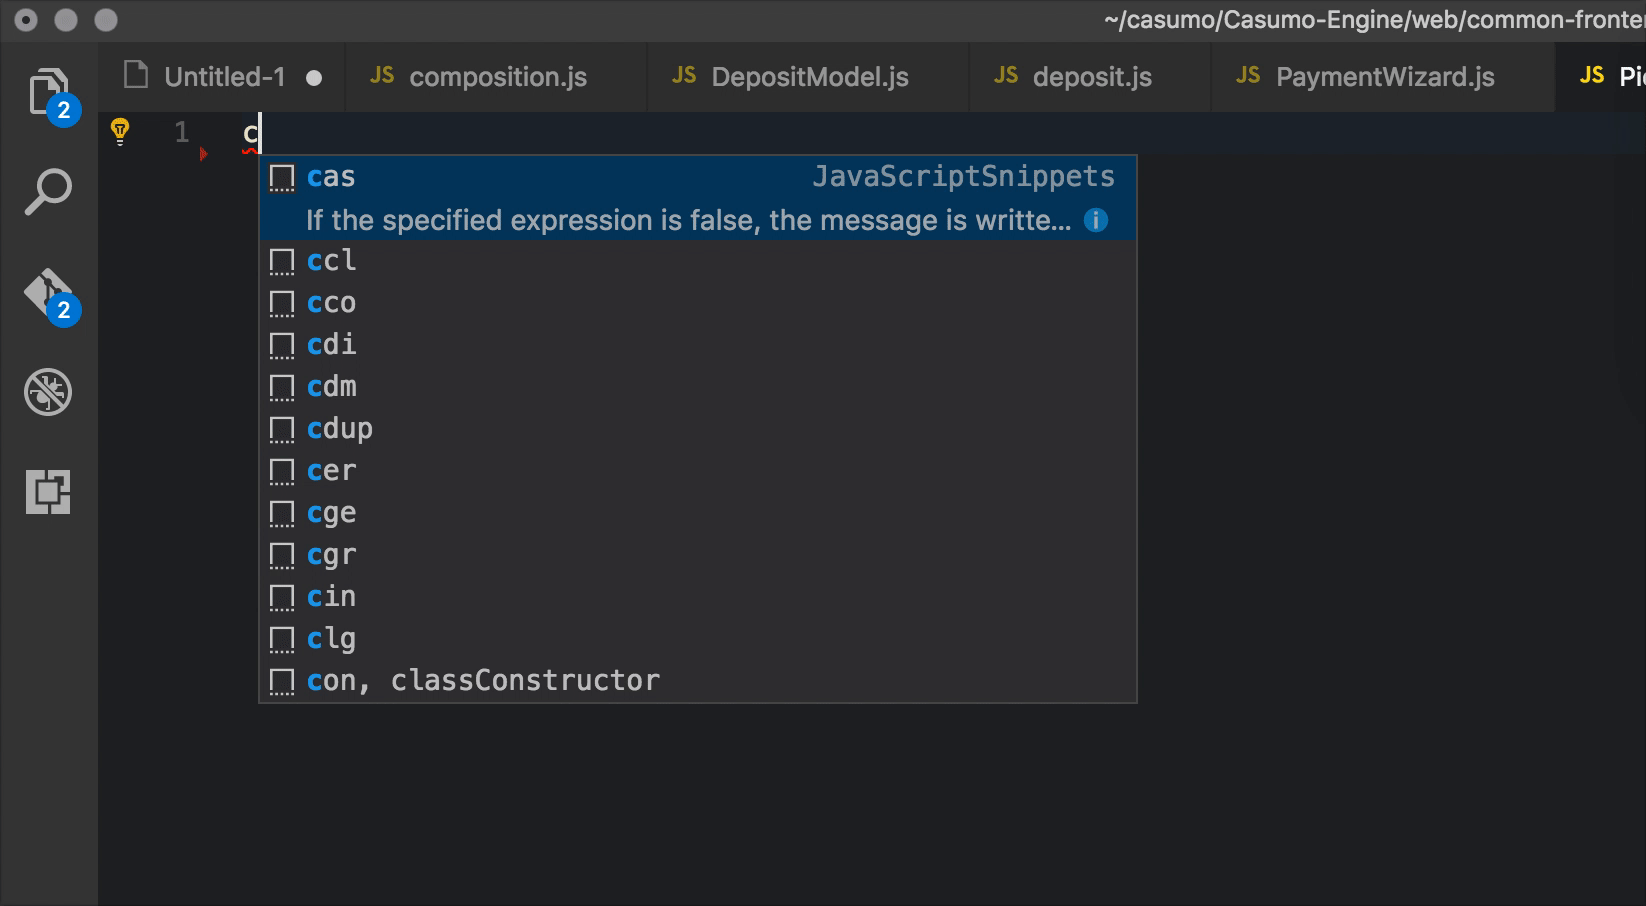 ~/casumo/Casumo-Engine/web/common-fronte
Untitled-1
JS composition.js
JS DepositModel.js
JS deposit.js
JS PaymentWizard.js
JS Pi
2
1 c
cas JavaScriptSnippets
If the specified expression is false, the message is writte... i
ccl
cco
2
cdi
cdm
cdup
cer
cge
cgr
cin
clg
con, classConstructor